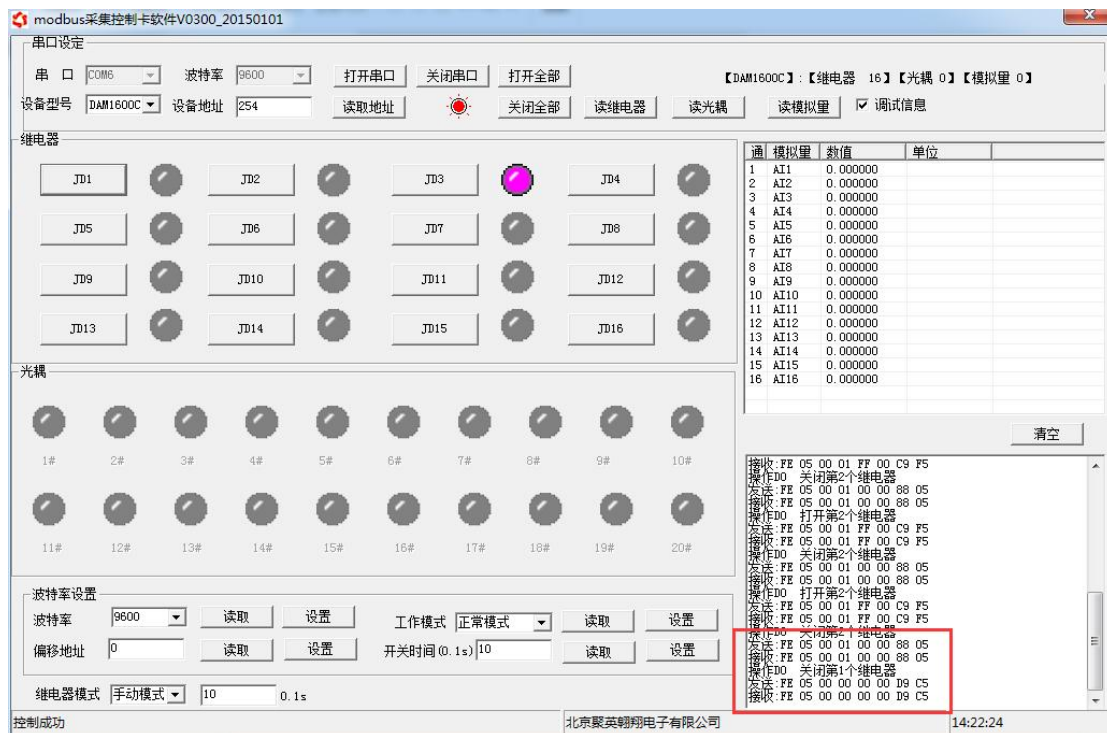 modbus采集控制卡软件V0300_20150101
串口设定
串 口 COM6 波特率 9600 打开串口 关闭串口 打开全部 【DAM1600C】:【继电器 16】【光耦 0】【模拟量 0】
设备型号 DAM1600C 设备地址 254 读取地址 关闭全部 读继电器 读光耦 读模拟量 调试信息
继电器
JD1 JD2 JD3 JD4
JD5 JD6 JD7 JD8
JD9 JD10 JD11 JD12
JD13 JD14 JD15 JD16
光耦
1# 2# 3# 4# 5# 6# 7# 8# 9# 10#
11# 12# 13# 14# 15# 16# 17# 18# 19# 20#
通 模拟量 数值 单位
1 AI1 0.000000
2 AI2 0.000000
3 AI3 0.000000
4 AI4 0.000000
5 AI5 0.000000
6 AI6 0.000000
7 AI7 0.000000
8 AI8 0.000000
9 AI9 0.000000
10 AI10 0.000000
11 AI11 0.000000
12 AI12 0.000000
13 AI13 0.000000
14 AI14 0.000000
15 AI15 0.000000
16 AI16 0.000000
清空
接收:FE 05 00 01 FF 00 C9 F5
操作DO 关闭第2个继电器
发送:FE 05 00 01 00 00 88 05
接收:FE 05 00 01 00 00 88 05
操作DO 打开第2个继电器
发送:FE 05 00 01 FF 00 C9 F5
接收:FE 05 00 01 FF 00 C9 F5
操作DO 关闭第2个继电器
发送:FE 05 00 01 00 00 88 05
接收:FE 05 00 01 00 00 88 05
操作DO 打开第2个继电器
发送:FE 05 00 01 FF 00 C9 F5
接收:FE 05 00 01 FF 00 C9 F5
操作DO 关闭第2个继电器
发送:FE 05 00 01 00 00 88 05
接收:FE 05 00 01 00 00 88 05
操作DO 关闭第1个继电器
发送:FE 05 00 00 00 00 D9 C5
接收:FE 05 00 00 00 00 D9 C5
波特率设置
波特率 9600 读取 设置 工作模式 正常模式 读取 设置
偏移地址 0 读取 设置 开关时间(0.1s) 10 读取 设置
继电器模式 手动模式 10 0.1s
控制成功 北京聚英翱翔电子有限公司 14:22:24